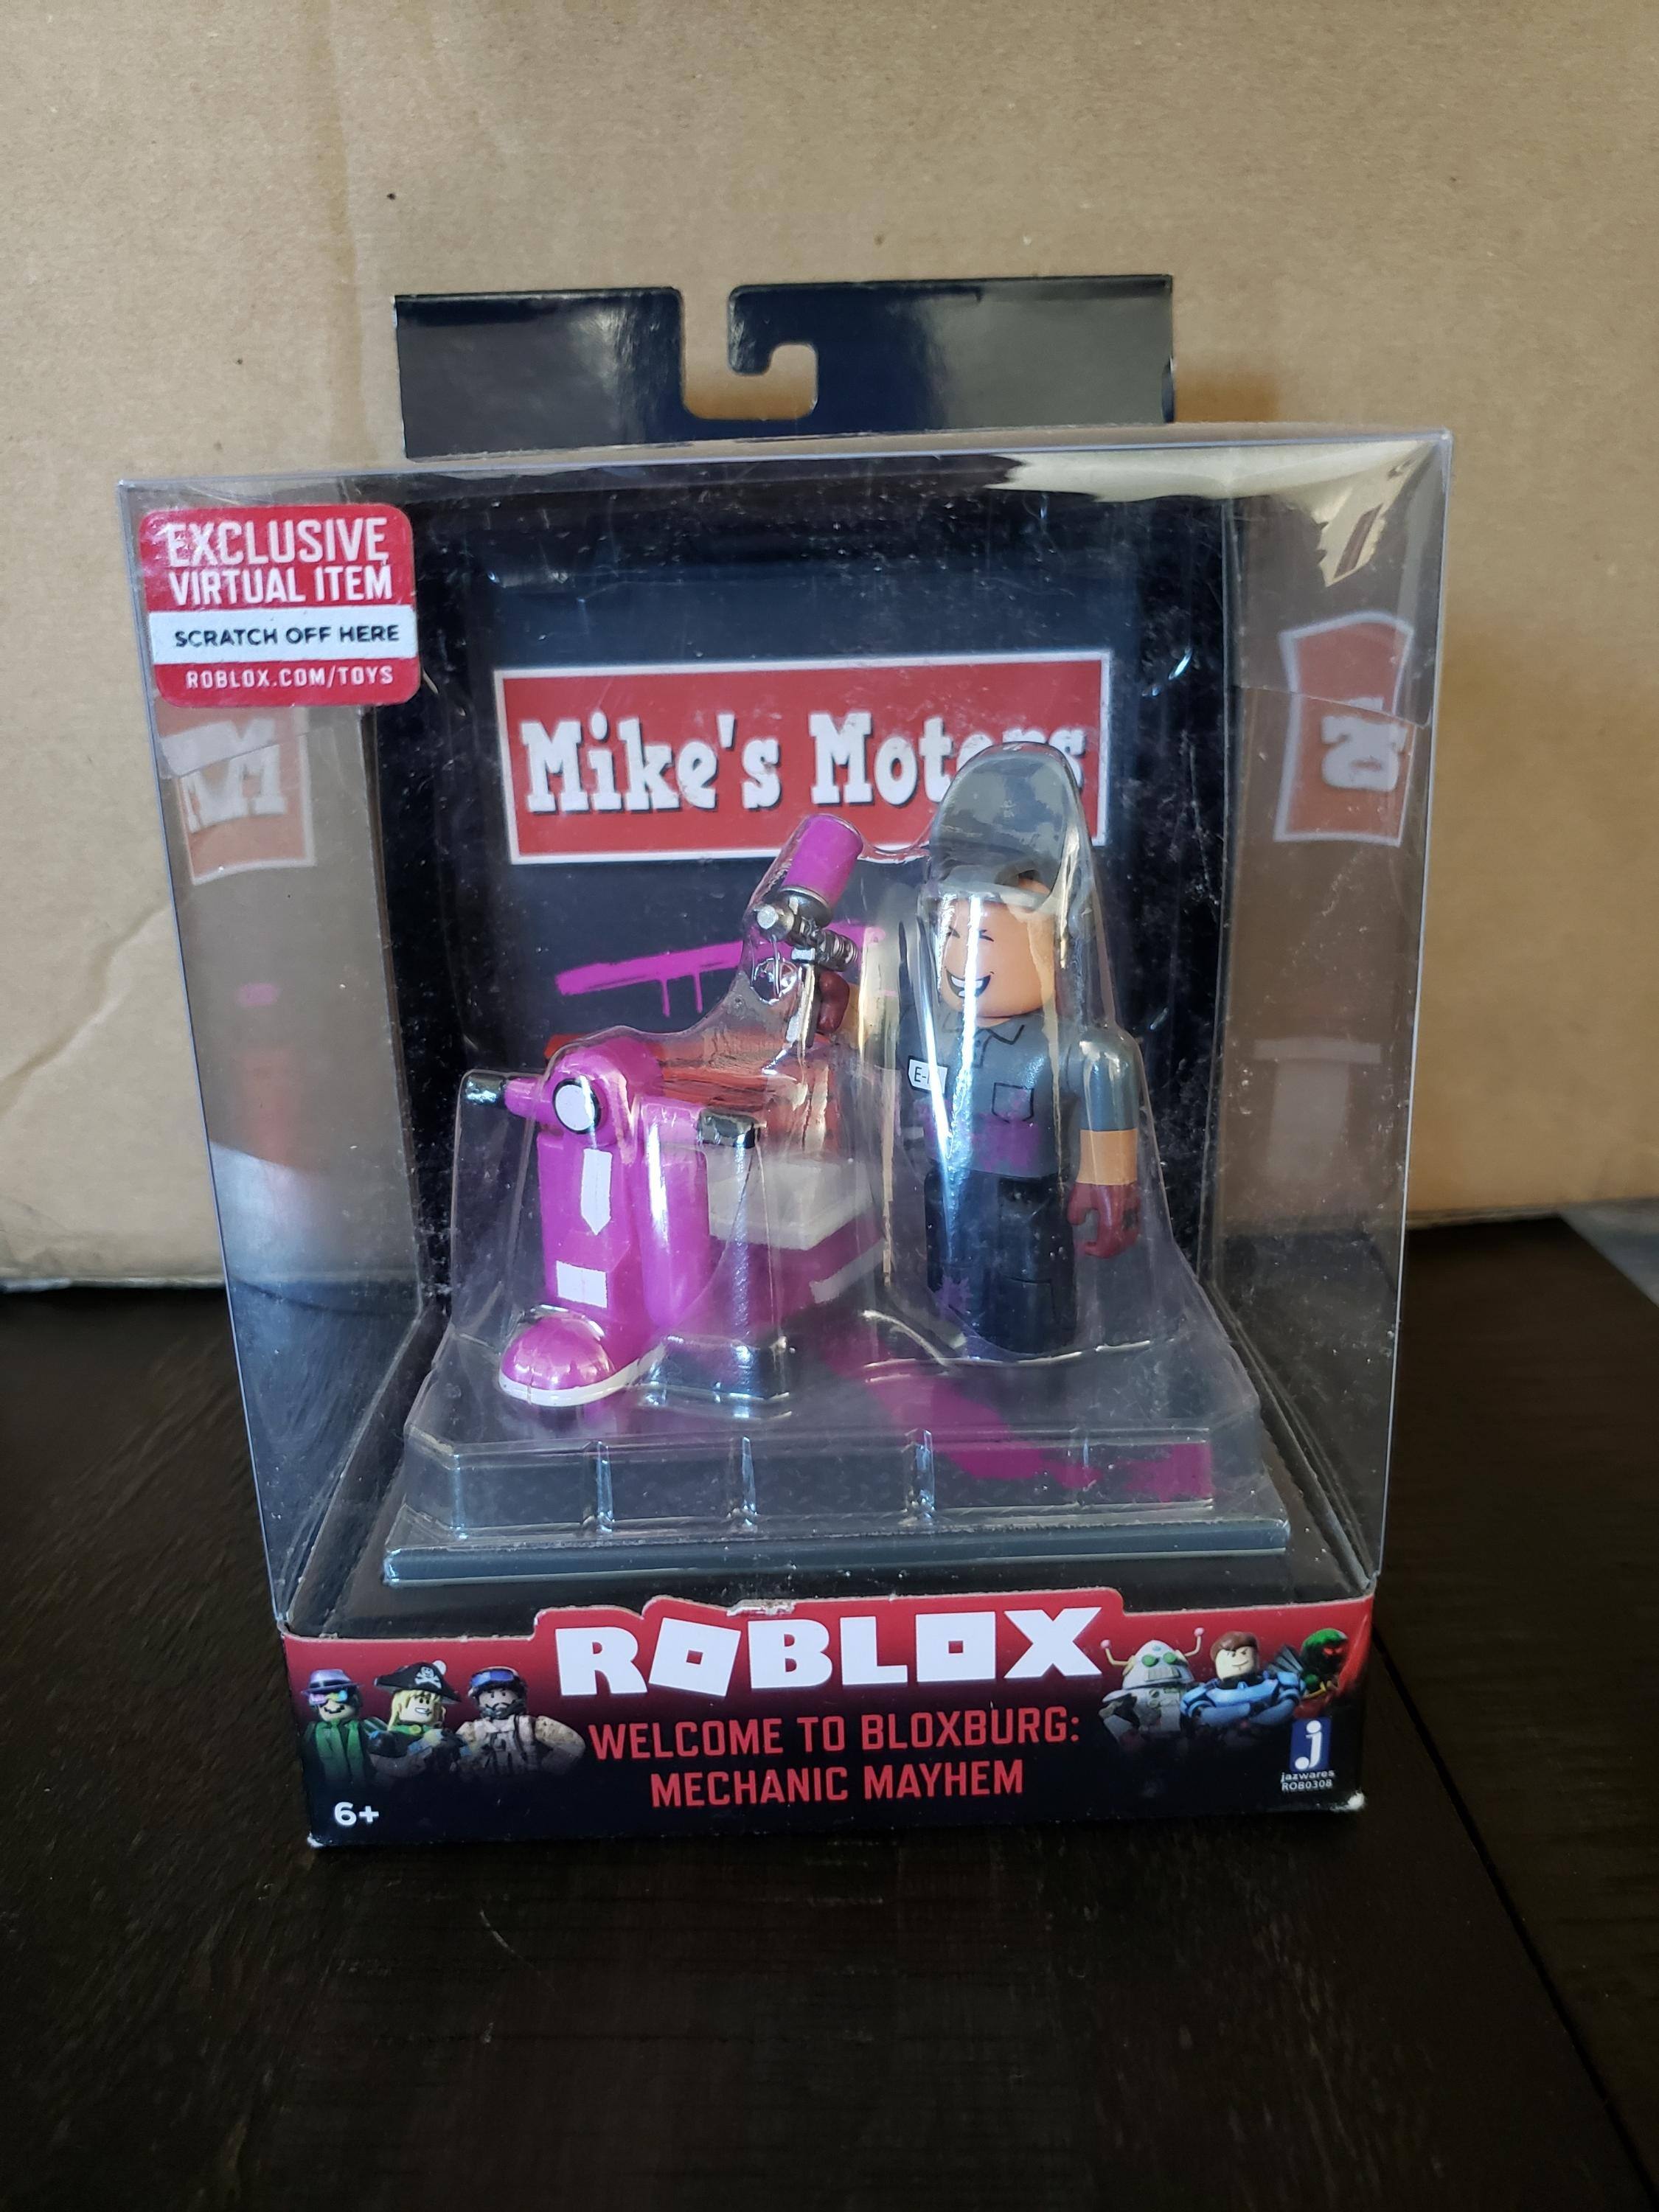 EXCLUSIVE
VIRTUAL ITEM
SCRATCH OFF HERE
ROBLOX.COM/TOYS
Mike's Motors
ROBLOX
WELCOME TO BLOXBURG:
MECHANIC MAYHEM
6+
j
jazwares
ROB0308